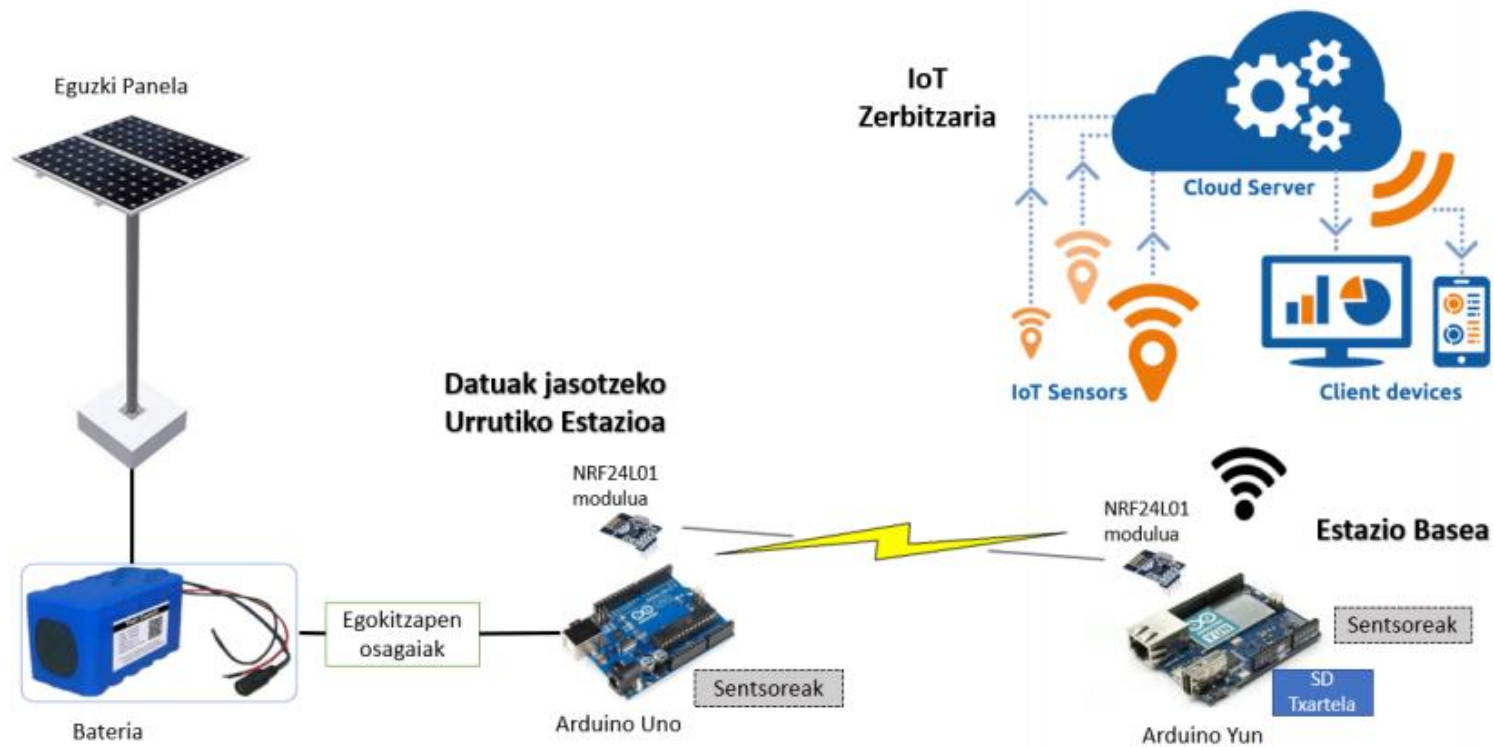 Eguzki Panela
IoT
Zerbitzaria
Cloud Server
IoT Sensors
Client devices
Datuak jasotzeko
Urrutiko Estazioa
NRF24L01
modulua
NRF24L01
modulua
Estazio Basea
Egokitzapen
osagaiak
Sentsoreak
Sentsoreak
SD
Txartela
Bateria
Arduino Uno
Arduino Yun